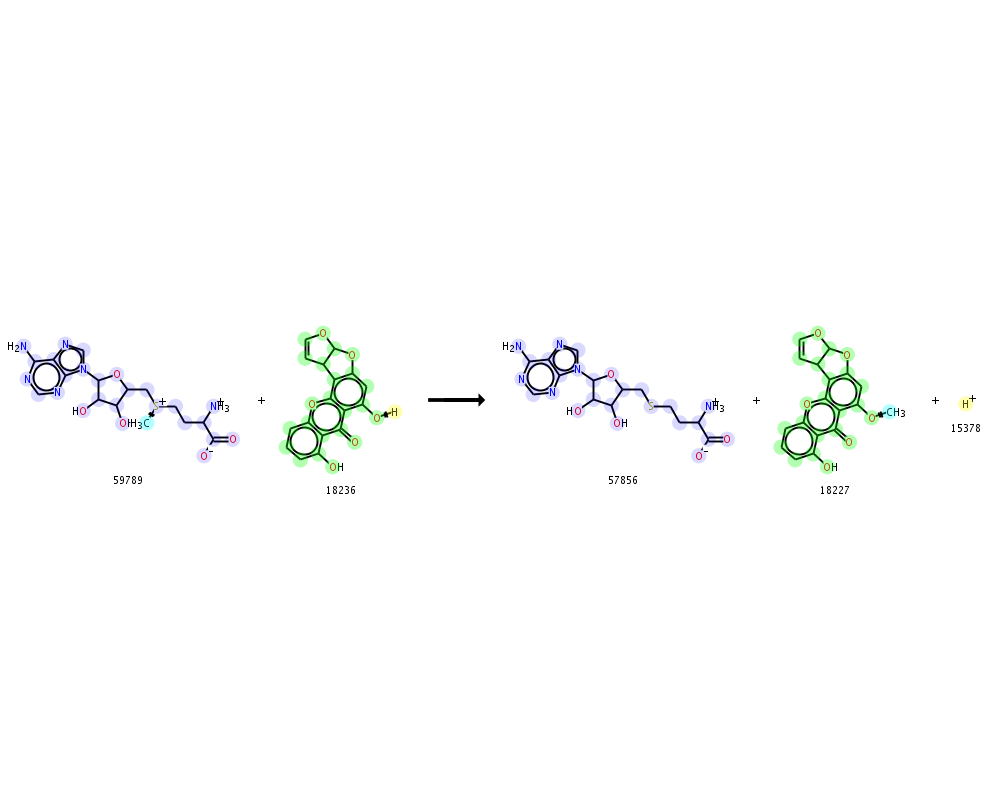 H2N N N N N O HO OH H3C S+ NH3+ O O-
59789
+
O O O O H O OH
18236
H2N N N N N O HO OH S NH3+ O O-
57856
+
O O O O CH3 O OH
18227
+
H+
15378